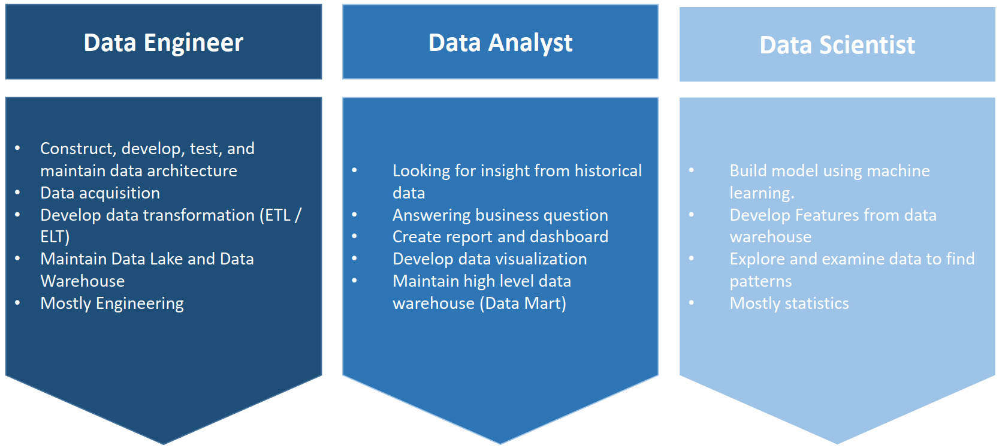 Data Engineer
• Construct, develop, test, and
maintain data architecture
• Data acquisition
• Develop data transformation (ETL /
ELT)
• Maintain Data Lake and Data
Warehouse
• Mostly Engineering
Data Analyst
• Looking for insight from historical
data
• Answering business question
• Create report and dashboard
• Develop data visualization
• Maintain high level data
warehouse (Data Mart)
Data Scientist
• Build model using machine
learning.
• Develop Features from data
warehouse
• Explore and examine data to find
patterns
• Mostly statistics